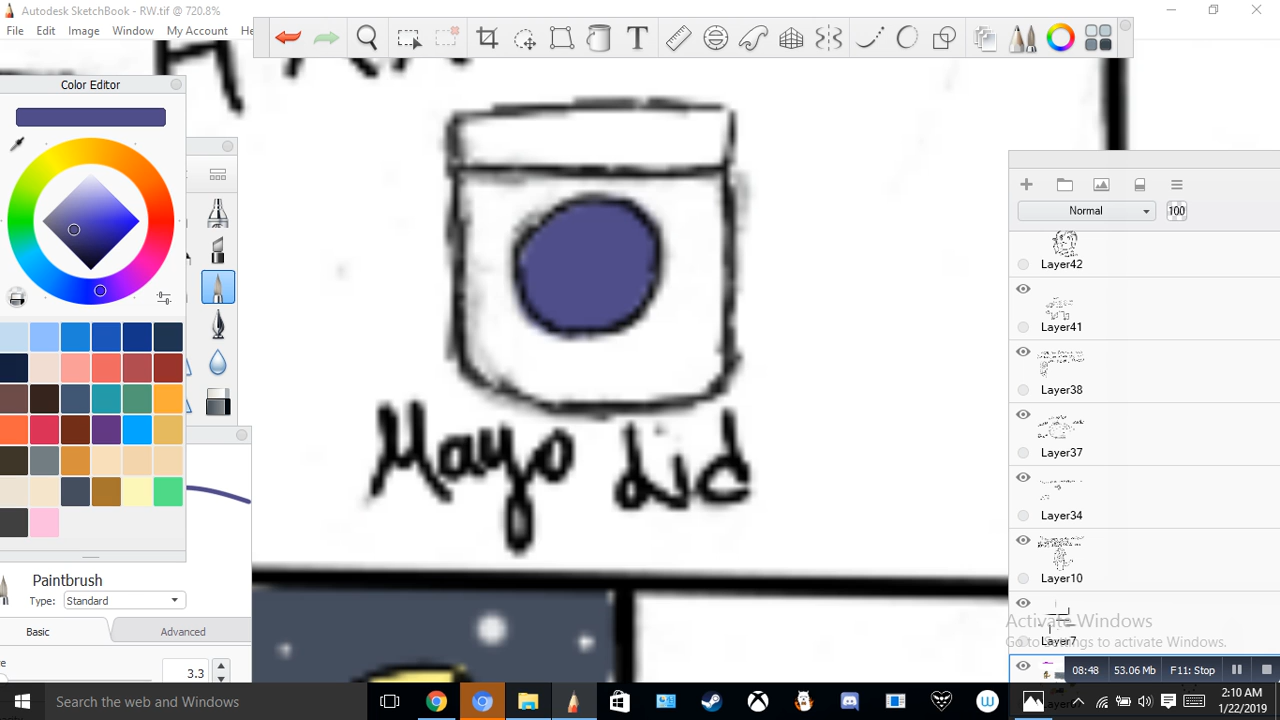 Autodesk SketchBook - RW.tif @ 720.8%
File Edit Image Window My Account He
Color Editor
T
Normal
100
Layer42
Layer41
Layer38
Layer37
Layer34
Layer10
Layer7
Mayo Lid
Paintbrush
Type: Standard
Basic Advanced
3.3
Activate Windows
Go to Settings to activate Windows.
08:48 53.06 Mb F11: Stop
Search the web and Windows
2:10 AM
1/22/2019